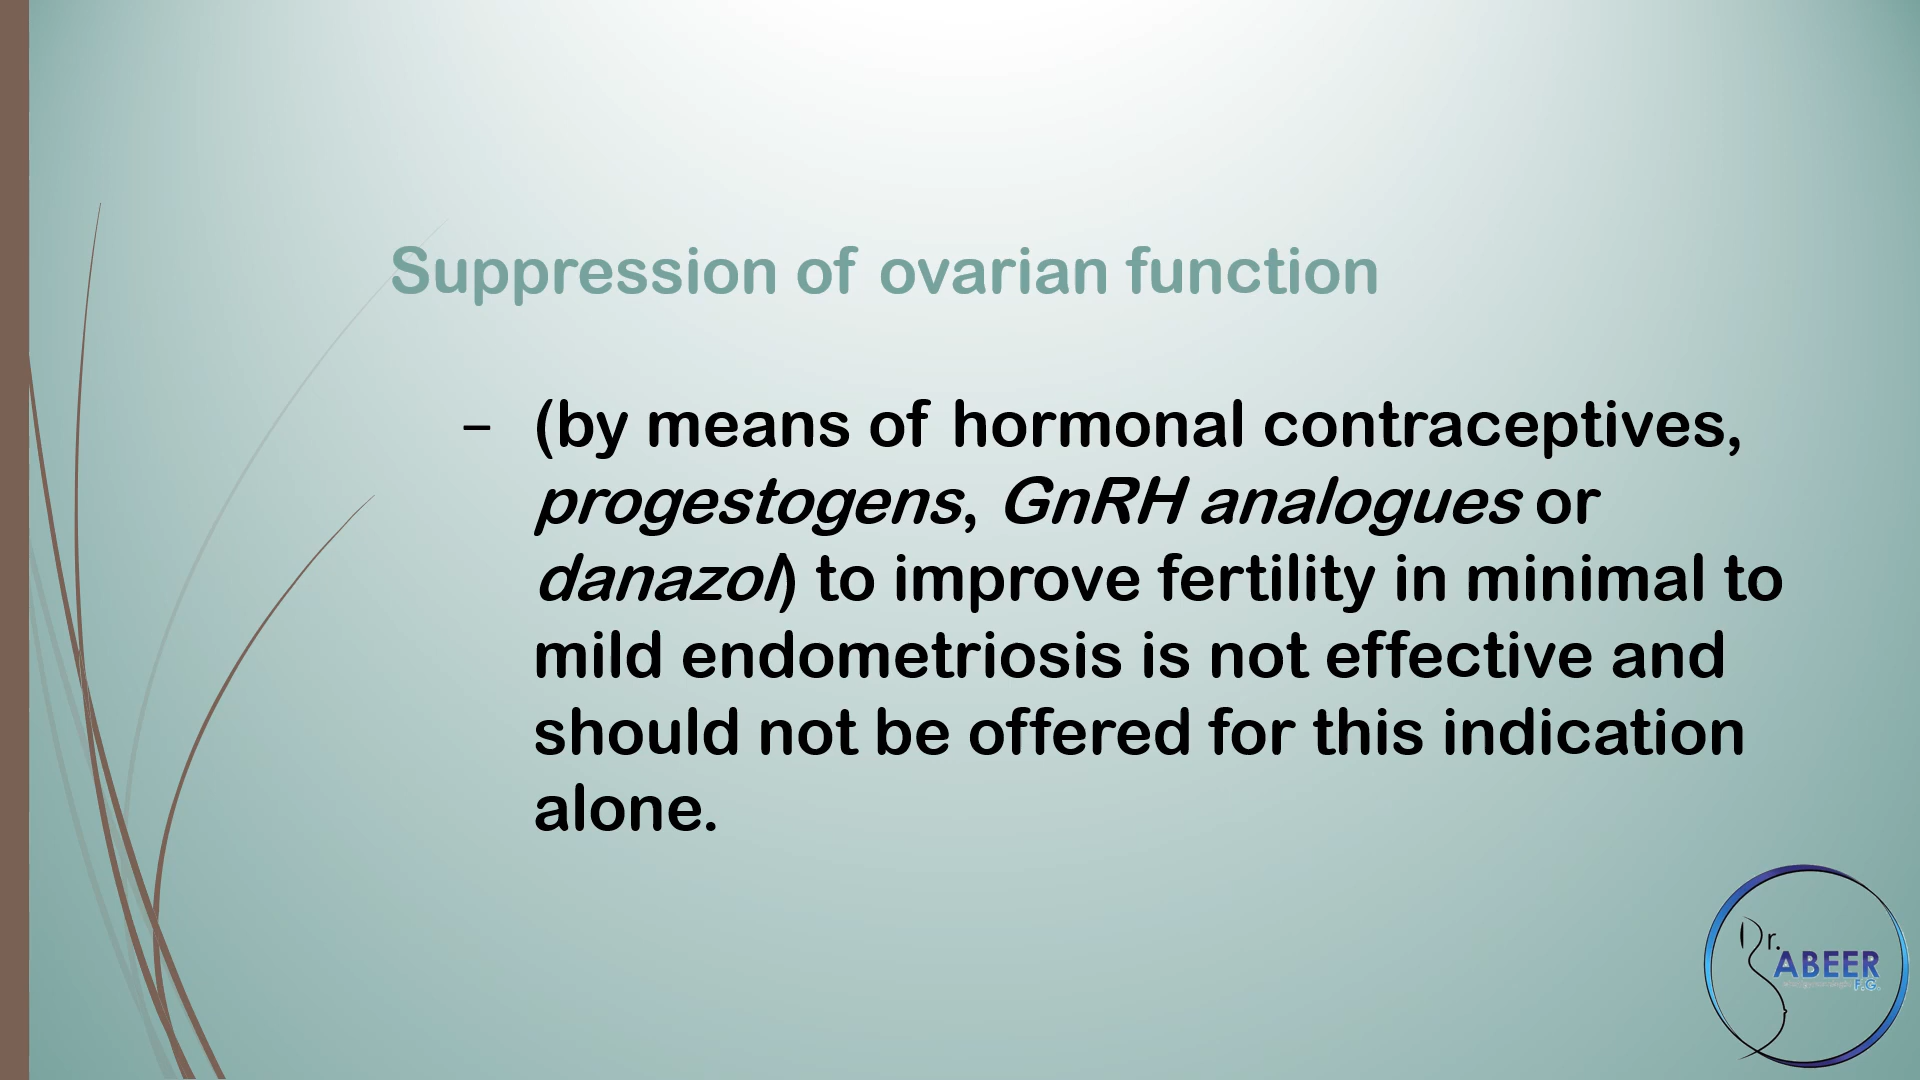 Suppression of ovarian function
– (by means of hormonal contraceptives,
progestogens, GnRH analogues or
danazol) to improve fertility in minimal to
mild endometriosis is not effective and
should not be offered for this indication
alone.
Dr.
ABEER
F.G.